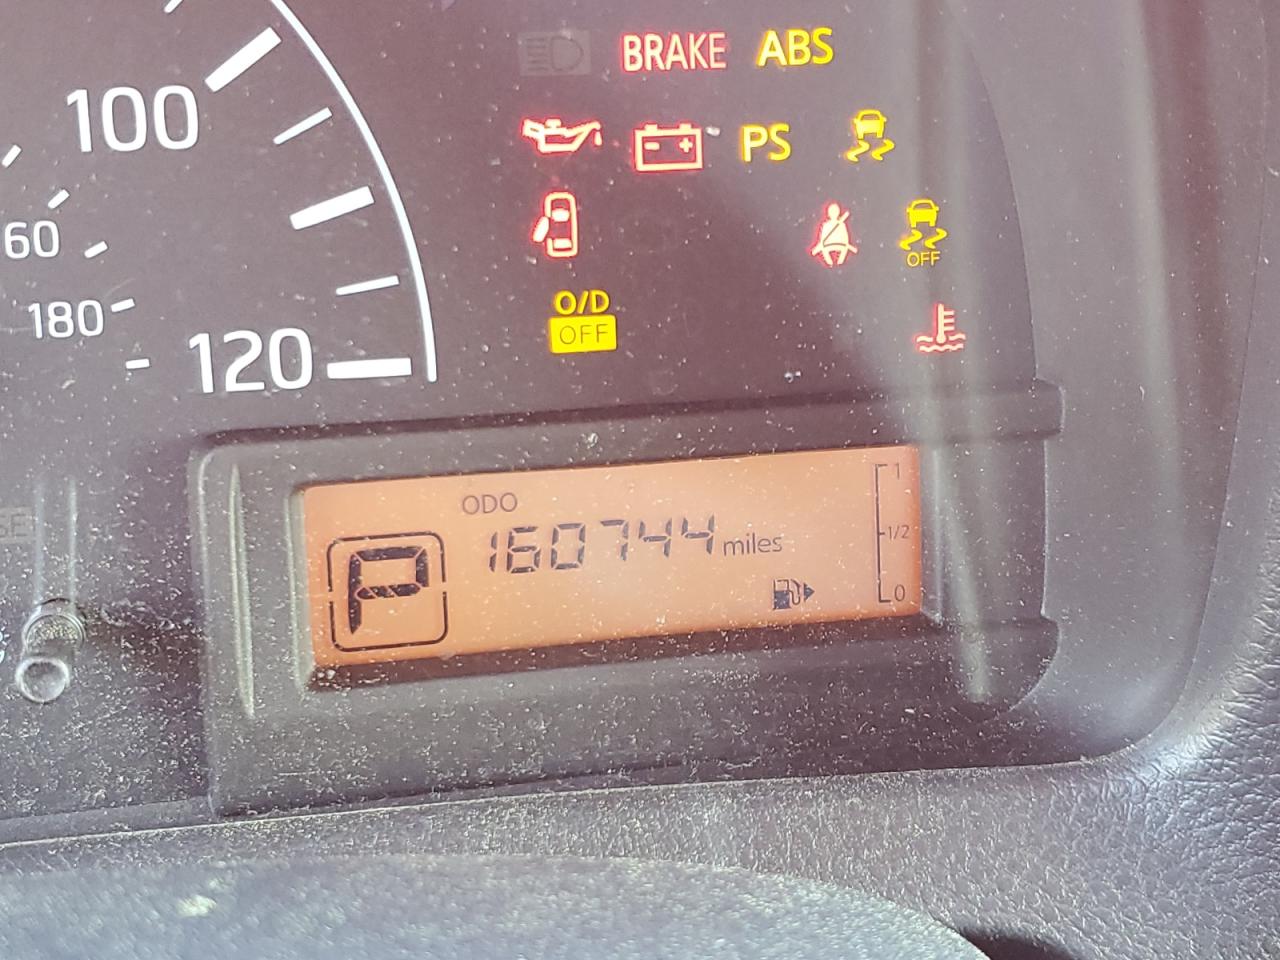 BRAKE ABS
100
PS
60
180
OFF
O/D
OFF
120
ODO
160744 miles
P
1
1/2
0